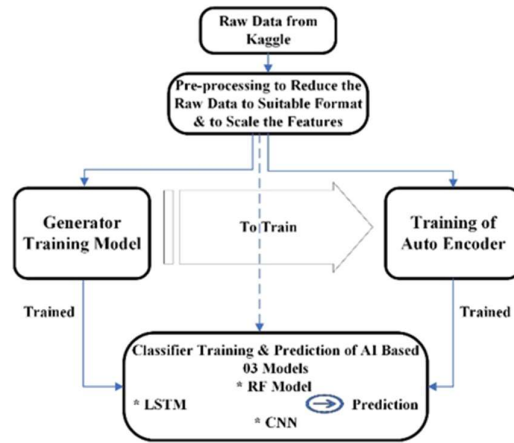 Raw Data from
Kaggle
Pre-processing to Reduce the
Raw Data to Suitable Format
& to Scale the Features
Generator
Training Model
To Train
Training of
Auto Encoder
Trained
Trained
Classifier Training & Prediction of AI Based
03 Models
* RF Model
* LSTM
Prediction
* CNN